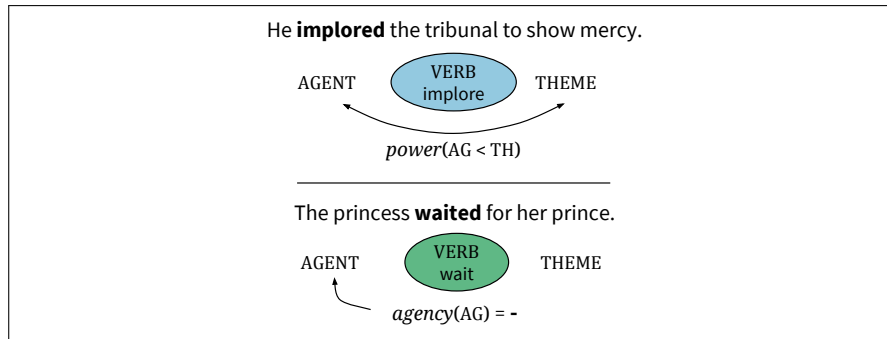 He implored the tribunal to show mercy.
AGENT VERB THEME
implore
power(AG < TH)
The princess waited for her prince.
AGENT VERB THEME
wait
agency(AG) = -